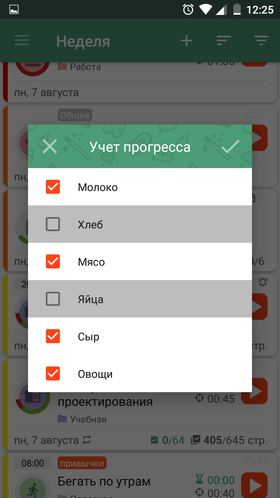 12:25
Неделя
Работа
пн, 7 августа
Общие
Учет прогресса
Молоко
Хлеб
Мясо
Яйца
Сыр
Овощи
проектирования
00:45
Учебная
пн, 7 августа
0/64
405/645 стр.
08:00
привычки
Бегать по утрам
00:00